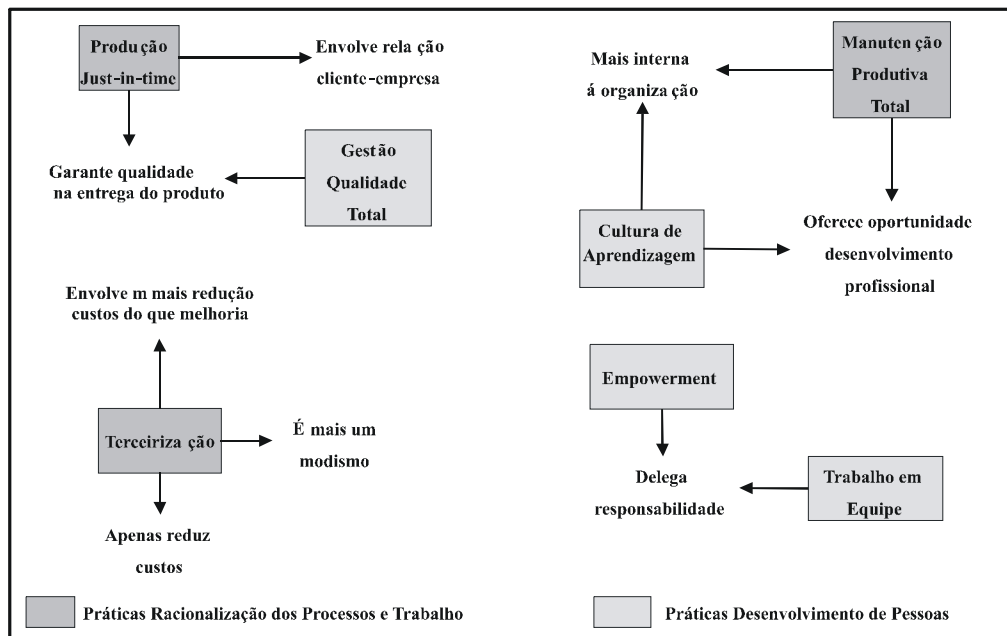 Produção
Just-in-time
Envolve rela ção
cliente-empresa
Garante qualidade
na entrega do produto
Gestão
Qualidade
Total
Mais interna
á organiza ção
Manuten ção
Produtiva
Total
Cultura de
Aprendizagem
Oferece oportunidade
desenvolvimento
profissional
Envolve m mais redução
custos do que melhoria
Terceiriza ção
É mais um
modismo
Apenas reduz
custos
Empowerment
Delega
responsabilidade
Trabalho em
Equipe
Práticas Racionalização dos Processos e Trabalho
Práticas Desenvolvimento de Pessoas